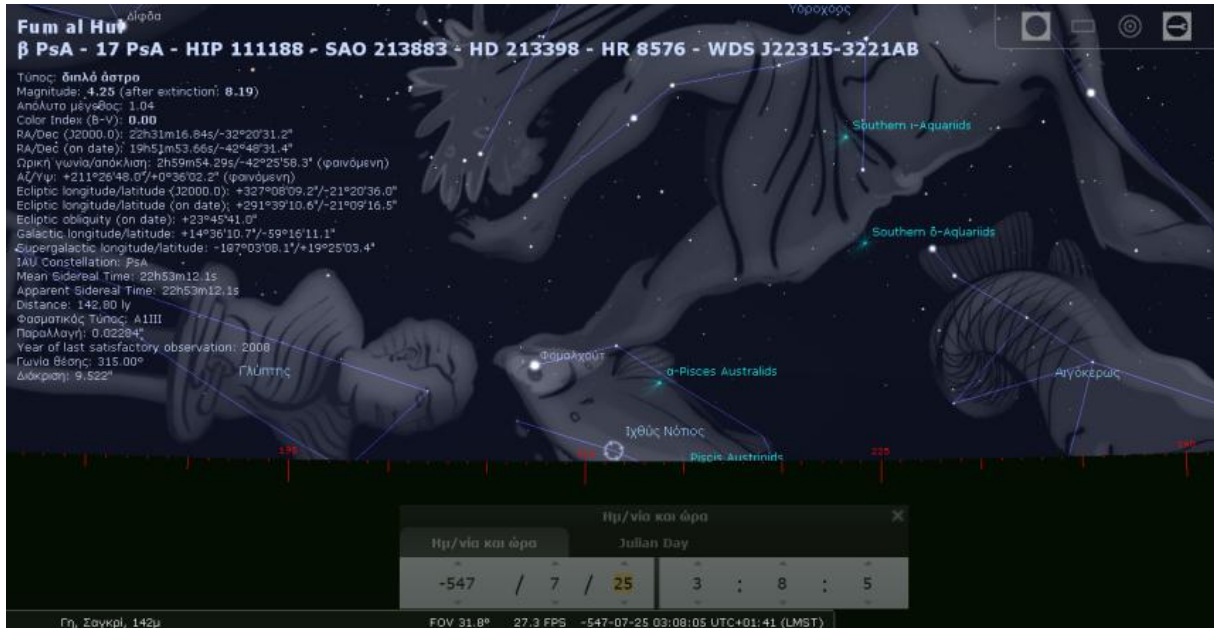 Δίφδα
Υδροχόος
Fum al Hut
β PsA - 17 PsA - HIP 111188 - SAO 213883 - HD 213398 - HR 8576 - WDS J22315-3221AB
Τύπος: διπλό άστρο
Magnitude: 4.25 (after extinction: 8.19)
Απόλυτο μέγεθος: 1.04
Color Index (B-V): 0.00
RA/Dec (J2000.0): 22h31m16.84s/-32°20'31.2"
RA/Dec (on date): 19h51m53.66s/-42°48'31.4"
Ωρική γωνία/απόκλιση: 2h59m54.29s/-42°25'58.3" (φαινόμενη)
Αζ/Υψ: +211°26'48.0"/+0°36'02.2" (φαινόμενη)
Ecliptic longitude/latitude (J2000.0): +327°08'09.2"/-21°20'36.0"
Ecliptic longitude/latitude (on date): +291°39'10.6"/-21°09'16.5"
Ecliptic obliquity (on date): +23°45'41.0"
Galactic longitude/latitude: +14°36'10.7"/-59°16'11.1"
Supergalactic longitude/latitude: -187°03'08.1"/+19°25'03.4"
IAU Constellation: PsA
Mean Sidereal Time: 22h53m12.1s
Apparent Sidereal Time: 22h53m12.1s
Distance: 142.80 ly
Φασματικός Τύπος: A1III
Παραλλαγή: 0.02284"
Year of last satisfactory observation: 2008
Γωνία θέσης: 315.00°
Διάκριση: 9.522"
Southern ι-Aquariids
Southern δ-Aquariids
Γλύπτης
Φομαλχούτ
α-Pisces Australids
Αιγόκερως
Ιχθύς Νότιος
Piscis Austrinids
195
225
Ημ/νία και ώρα
Ημ/νία και ώρα
Julian Day
-547 / 7 / 25 3 : 8 : 5
Γη, Σαγκρί, 142μ
FOV 31.8°
27.3 FPS
-547-07-25 03:08:05 UTC+01:41 (LMST)